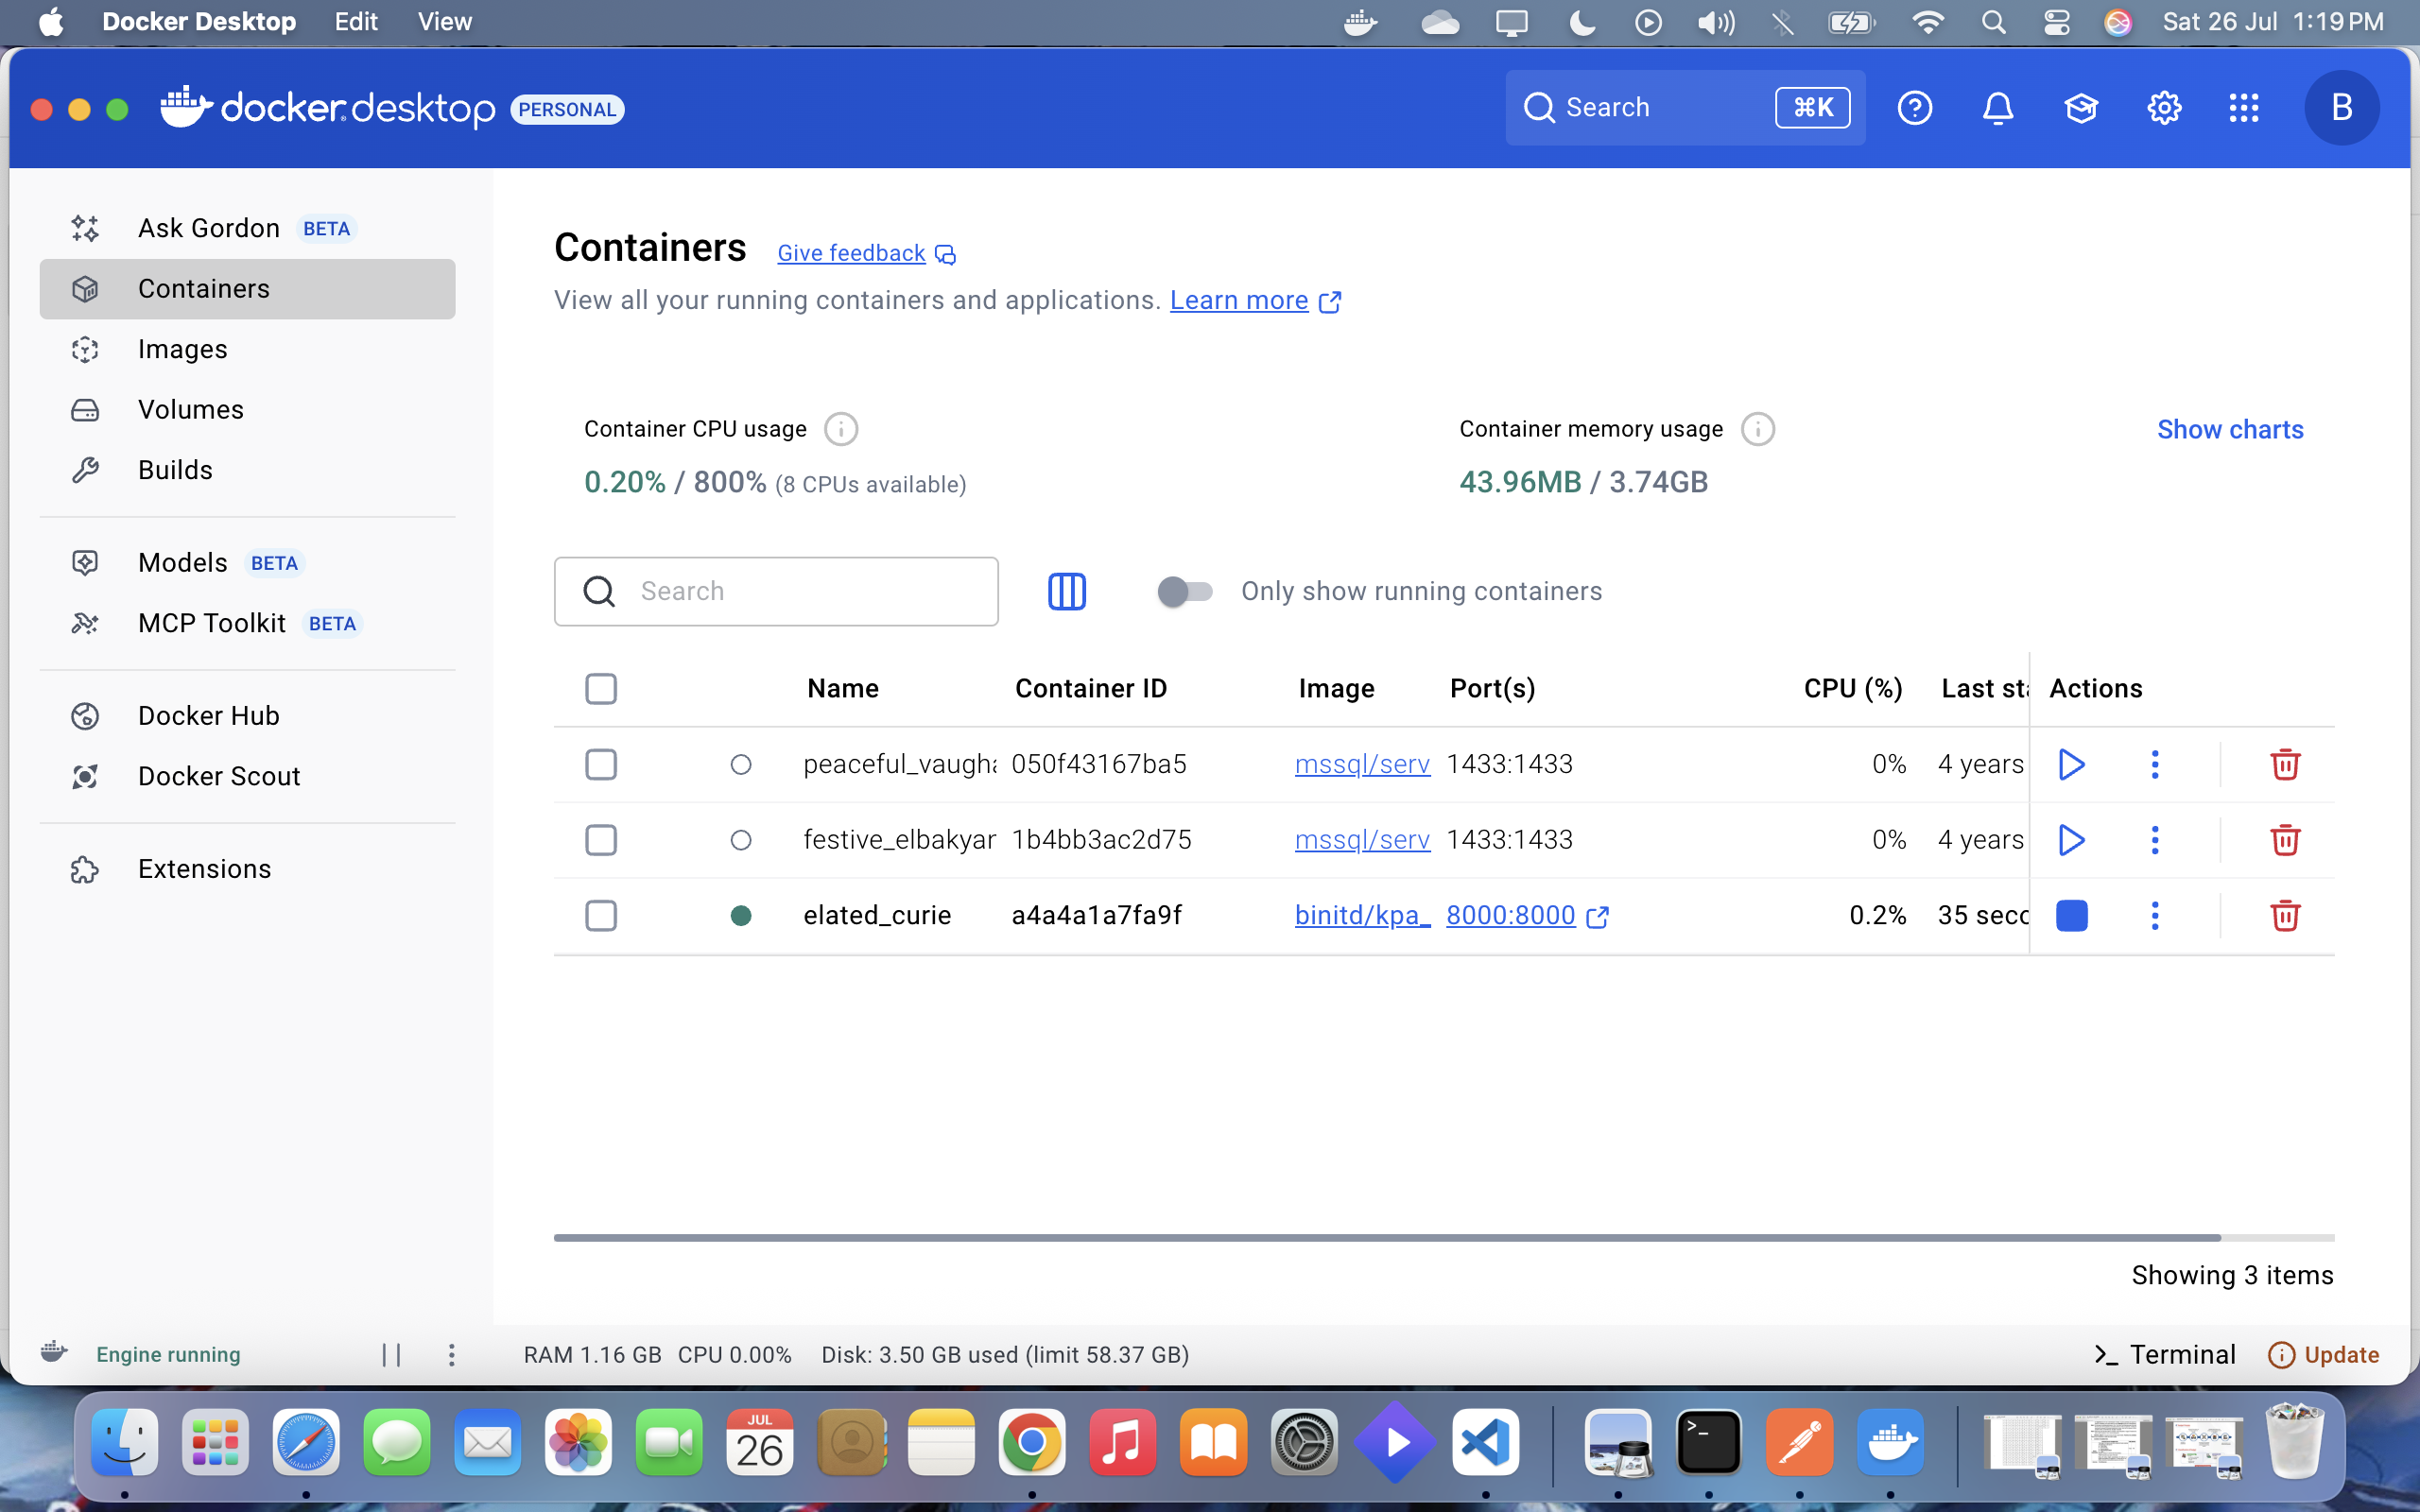 Docker Desktop Edit View Sat 26 Jul 1:19 PM
docker.desktop PERSONAL Search ⌘K B
Ask Gordon BETA
Containers
Images
Volumes
Builds
Models BETA
MCP Toolkit BETA
Docker Hub
Docker Scout
Extensions
Containers Give feedback
View all your running containers and applications. Learn more
Container CPU usage
0.20% / 800% (8 CPUs available)
Container memory usage
43.96MB / 3.74GB
Show charts
Search Only show running containers
Name Container ID Image Port(s) CPU (%) Last sta Actions
peaceful_vaugha 050f43167ba5 mssql/serv 1433:1433 0% 4 years
festive_elbakyar 1b4bb3ac2d75 mssql/serv 1433:1433 0% 4 years
elated_curie a4a4a1a7fa9f binitd/kpa_ 8000:8000 0.2% 35 seco
Showing 3 items
Engine running RAM 1.16 GB CPU 0.00% Disk: 3.50 GB used (limit 58.37 GB) >_ Terminal Update
JUL
26